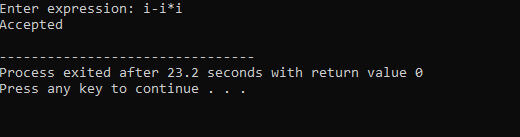 Enter expression: i-i*i
Accepted
--------------------------------
Process exited after 23.2 seconds with return value 0
Press any key to continue . . .